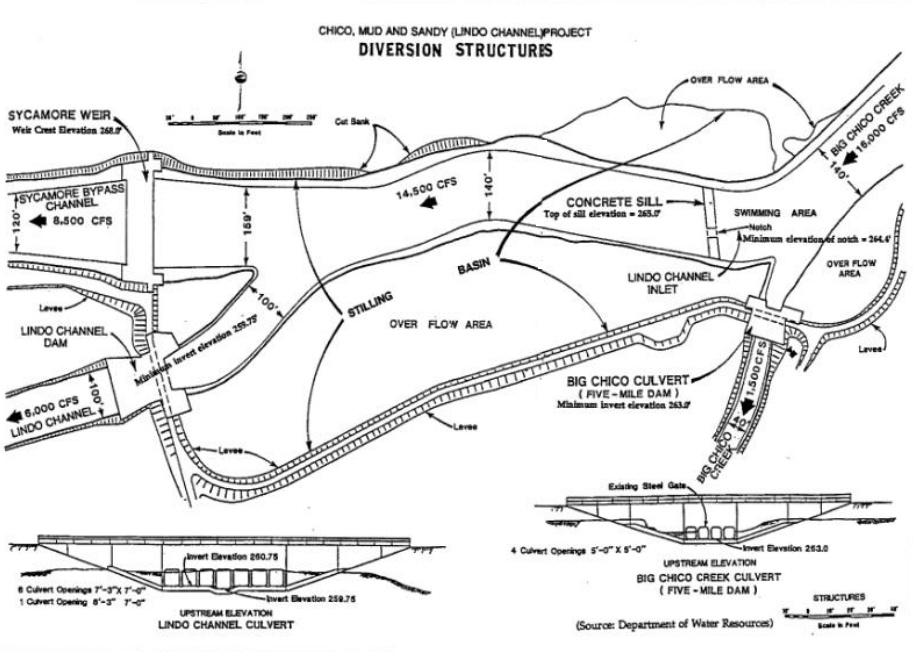 CHICO, MUD AND SANDY (LINDO CHANNEL)PROJECT
DIVERSION STRUCTURES
SYCAMORE WEIR
Weir Crest Elevation 268.0'
Scale in Feet
Cut Bank
OVER FLOW AREA
BIG CHICO CREEK
16,000 CFS
140'
SYCAMORE BYPASS
CHANNEL
8,500 CFS
120'
159'
14,500 CFS
140'
CONCRETE SILL
Top of sill elevation = 263.0'
SWIMMING AREA
Notch
Minimum elevation of notch = 264.4'
OVER FLOW
AREA
LINDO CHANNEL
INLET
BASIN
STILLING
100'
Levee
LINDO CHANNEL
DAM
Minimum invert elevation 259.75'
OVER FLOW AREA
Levee
BIG CHICO CULVERT
(FIVE-MILE DAM)
Minimum invert elevation 263.0'
1,500 CFS
BIG CHICO
CREEK
6,000 CFS
LINDO CHANNEL
100'
Levee
Levee
Existing Steel Gate
4 Culvert Openings 5'-0" X 5'-0"
Invert Elevation 263.0
UPSTREAM ELEVATION
BIG CHICO CREEK CULVERT
(FIVE-MILE DAM)
Invert Elevation 260.75
6 Culvert Openings 7'-3" X 7'-0"
1 Culvert Opening 8'-3" 7'-0"
Invert Elevation 259.75
UPSTREAM ELEVATION
LINDO CHANNEL CULVERT
STRUCTURES
Scale in Feet
(Source: Department of Water Resources)